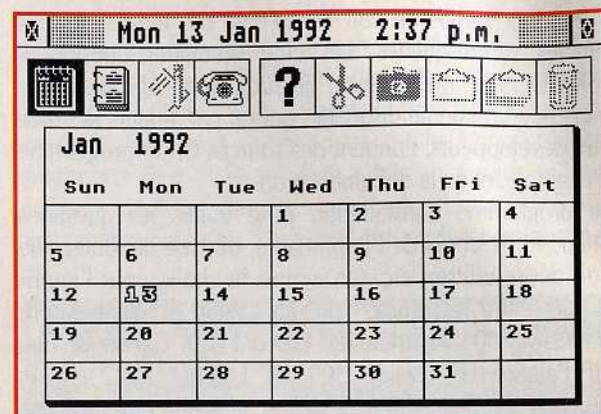 Mon 13 Jan 1992 2:37 p.m.
?
Jan 1992
Sun Mon Tue Wed Thu Fri Sat
1 2 3 4
5 6 7 8 9 10 11
12 13 14 15 16 17 18
19 20 21 22 23 24 25
26 27 28 29 30 31